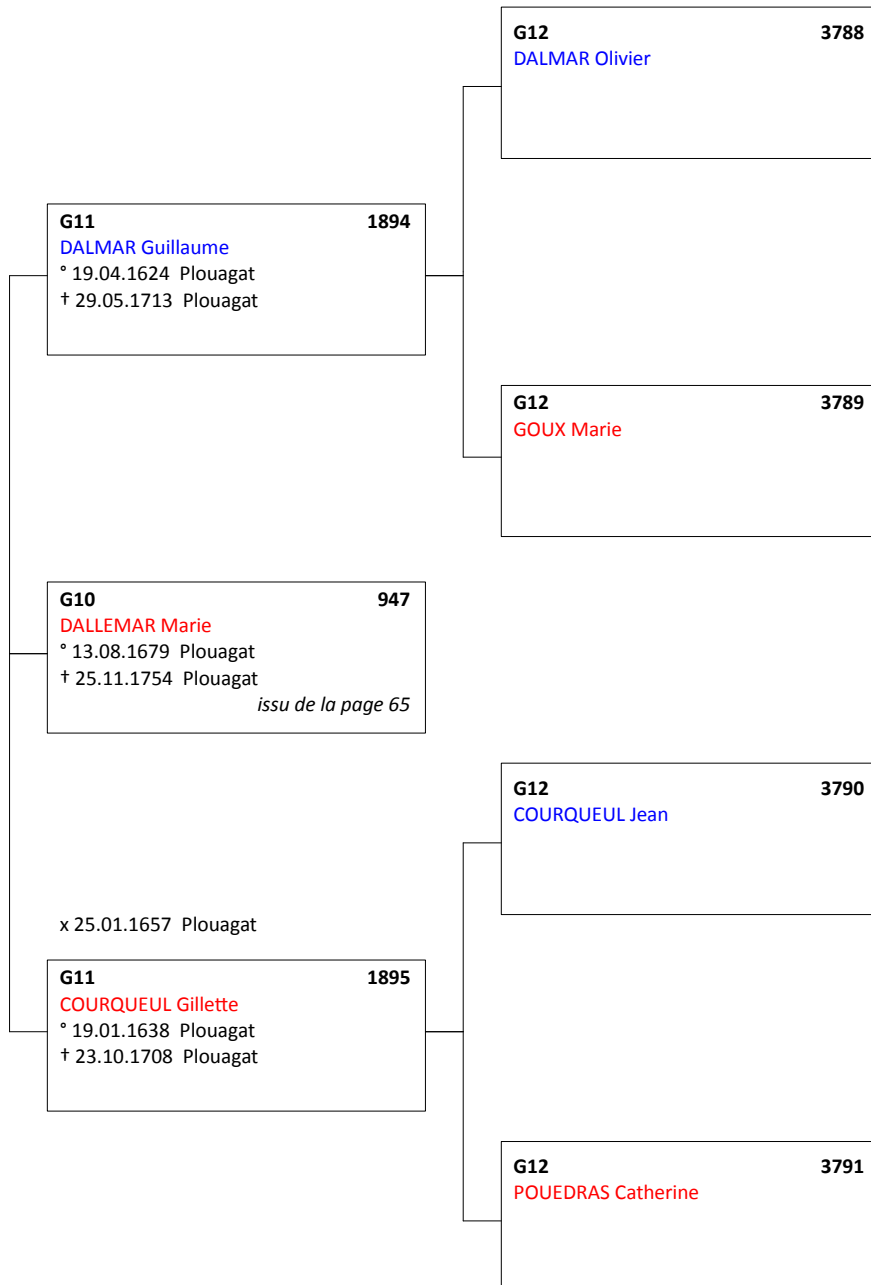 G12 3788
DALMAR Olivier
G11 1894
DALMAR Guillaume
° 19.04.1624 Plouagat
† 29.05.1713 Plouagat
G12 3789
GOUX Marie
G10 947
DALLEMAR Marie
° 13.08.1679 Plouagat
† 25.11.1754 Plouagat
issu de la page 65
G12 3790
COURQUEUL Jean
x 25.01.1657 Plouagat
G11 1895
COURQUEUL Gillette
° 19.01.1638 Plouagat
† 23.10.1708 Plouagat
G12 3791
POUEDRAS Catherine